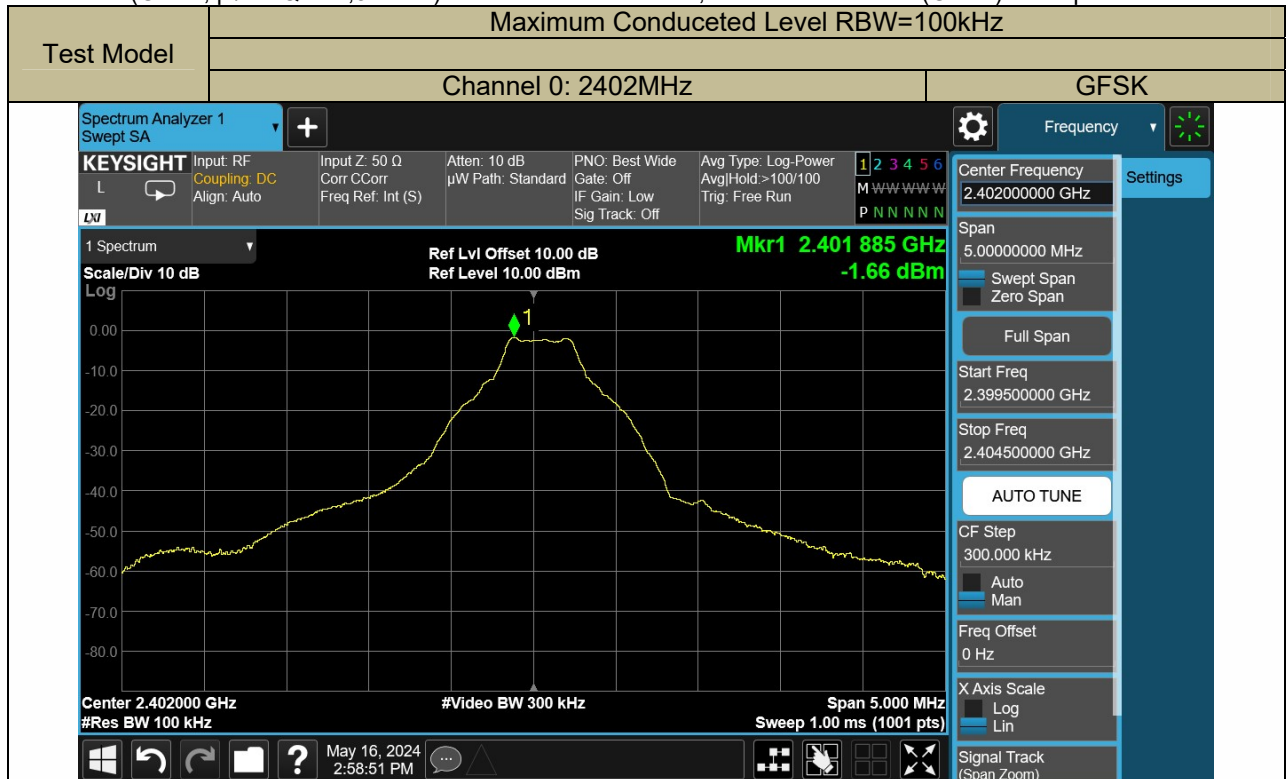 Maximum Conduceted Level RBW=100kHz
Test Model
Channel 0: 2402MHz GFSK
Spectrum Analyzer 1
Swept SA
+
Frequency
KEYSIGHT Input: RF Input Z: 50 Ω Atten: 10 dB PNO: Best Wide Avg Type: Log-Power 1 2 3 4 5 6
L Coupling: DC Corr CCorr µW Path: Standard Gate: Off Avg|Hold:>100/100 M W W W W W
Align: Auto Freq Ref: Int (S) IF Gain: Low Trig: Free Run
LXI Sig Track: Off P N N N N N
1 Spectrum
Ref Lvl Offset 10.00 dB Mkr1 2.401 885 GHz
Scale/Div 10 dB Ref Level 10.00 dBm -1.66 dBm
Log
1
0.00
-10.0
-20.0
-30.0
-40.0
-50.0
-60.0
-70.0
-80.0
Center 2.402000 GHz #Video BW 300 kHz Span 5.000 MHz
#Res BW 100 kHz Sweep 1.00 ms (1001 pts)
Center Frequency
2.402000000 GHz
Settings
Span
5.00000000 MHz
Swept Span
Zero Span
Full Span
Start Freq
2.399500000 GHz
Stop Freq
2.404500000 GHz
AUTO TUNE
CF Step
300.000 kHz
Auto
Man
Freq Offset
0 Hz
X Axis Scale
Log
Lin
Signal Track
(Span Zoom)
? May 16, 2024
2:58:51 PM